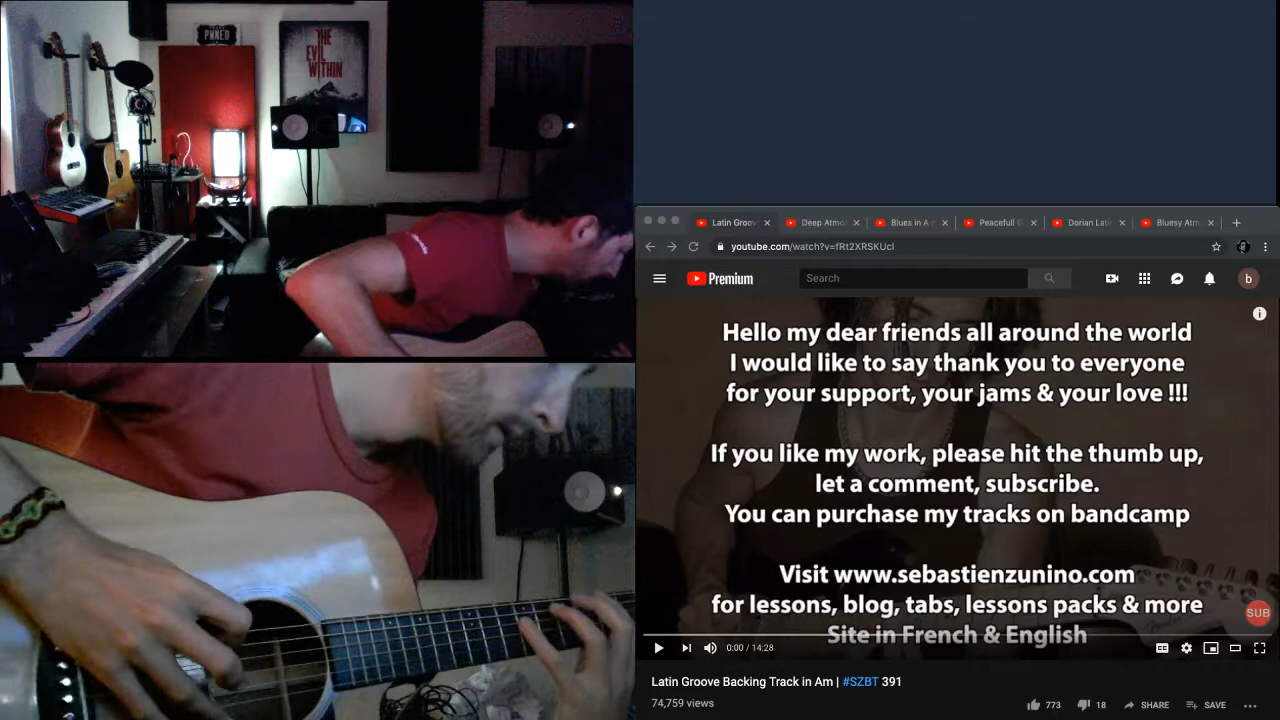 PWNED
THE
EVIL
WITHIN
Latin Groov
Deep Atmo
Blues in A
Peacefull G
Dorian Lati
Bluesy Atm
youtube.com/watch?v=fRt2XRSKUcI
Premium
Search
b
Hello my dear friends all around the world
I would like to say thank you to everyone
for your support, your jams & your love !!!
If you like my work, please hit the thumb up,
let a comment, subscribe.
You can purchase my tracks on bandcamp
Visit www.sebastienzunino.com
for lessons, blog, tabs, lessons packs & more
Site in French & English
SUB
0:00 / 14:28
CC
Latin Groove Backing Track in Am | #SZBT 391
74,759 views
773
18
SHARE
SAVE